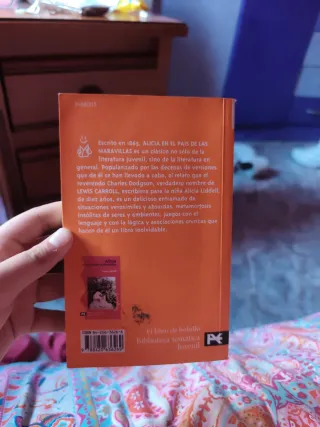 Escrito en 1865, ALICIA EN EL PAÍS DE LAS
MARAVILLAS es un clásico no sólo de la
literatura juvenil, sino de la literatura en
general. Popularizado por las decenas de versiones
que de él se han llevado a cabo, el relato que el
reverendo Charles Dodgson, verdadero nombre de
LEWIS CARROLL, escribiera para la niña Alicia Liddell,
de diez años, es un delicioso entramado de
situaciones verosímiles y absurdas, metamorfosis
insólitas de seres y ambientes, juegos con el
lenguaje y con la lógica y asociaciones oníricas que
hacen de él un libro inolvidable.
El libro de bolsillo
Biblioteca temática
Juvenil